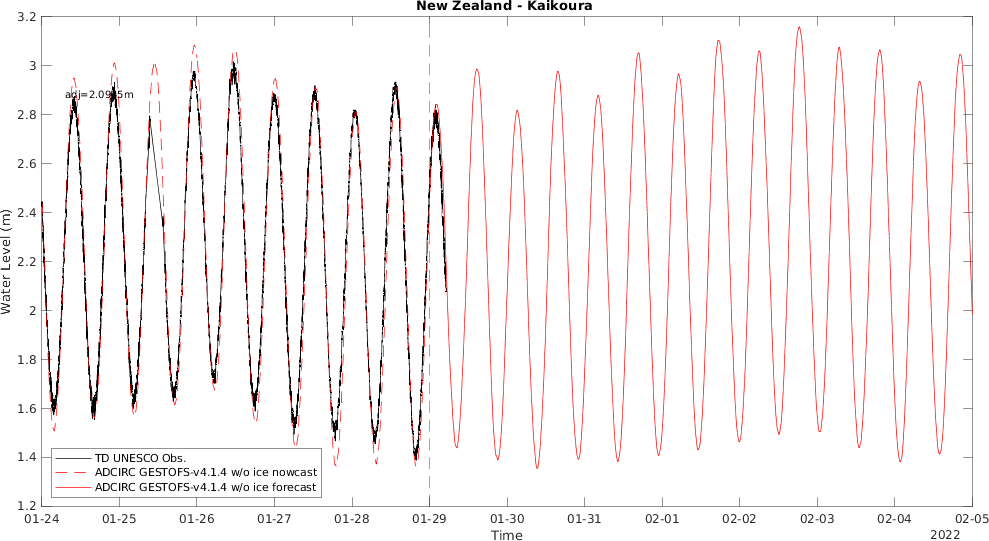 New Zealand - Kaikoura
3.2
3
2.8
2.6
2.4
2.2
2
1.8
1.6
1.4
1.2
Water Level (m)
TD UNESCO Obs.
ADCIRC GESTOFS-v4.1.4 w/o ice nowcast
ADCIRC GESTOFS-v4.1.4 w/o ice forecast
01-24 01-25 01-26 01-27 01-28 01-29 01-30 01-31 02-01 02-02 02-03 02-04 02-05
Time
2022